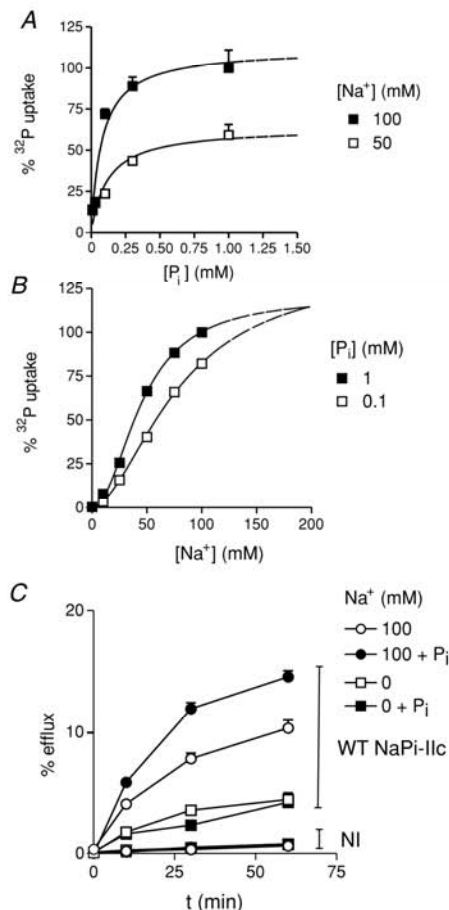 A
125
100
75
50
25
0
% ³²P uptake
0
0.25
0.50
0.75
1.00
1.25
1.50
[Pᵢ] (mM)
[Na⁺] (mM)
■ 100
□ 50
B
125
100
75
50
25
0
% ³²P uptake
0
50
100
150
200
[Na⁺] (mM)
[Pᵢ] (mM)
■ 1
□ 0.1
C
20
10
0
% efflux
0
25
50
75
t (min)
Na⁺ (mM)
100
100 + Pᵢ
0
0 + Pᵢ
WT NaPi-IIc
NI